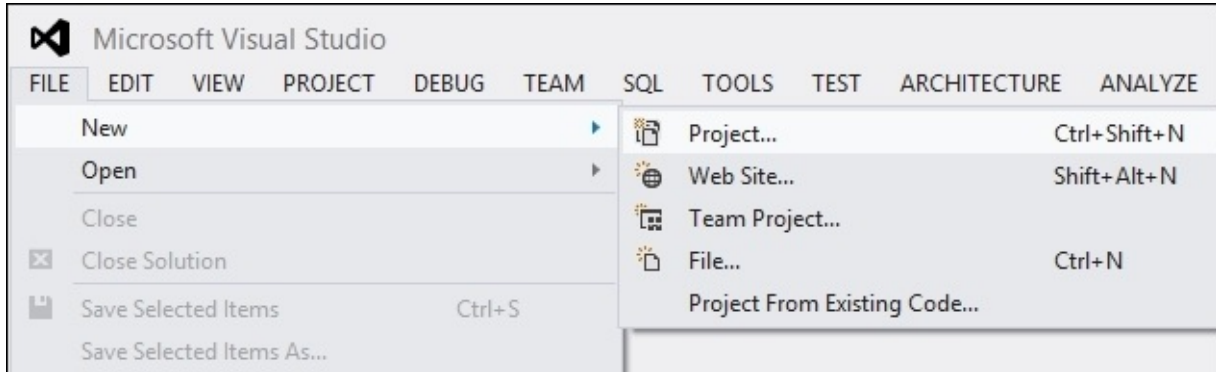 Microsoft Visual Studio
FILE EDIT VIEW PROJECT DEBUG TEAM SQL TOOLS TEST ARCHITECTURE ANALYZE
New
Open
Close
Close Solution
Save Selected Items Ctrl+S
Save Selected Items As...
Project... Ctrl+Shift+N
Web Site... Shift+Alt+N
Team Project...
File... Ctrl+N
Project From Existing Code...